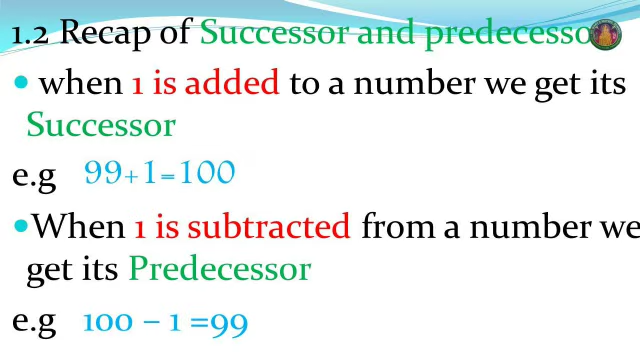 1.2 Recap of Successor and predecesso
• when 1 is added to a number we get its
Successor
e.g 99+1=100
•When 1 is subtracted from a number we
get its Predecessor
e.g 100 – 1 =99